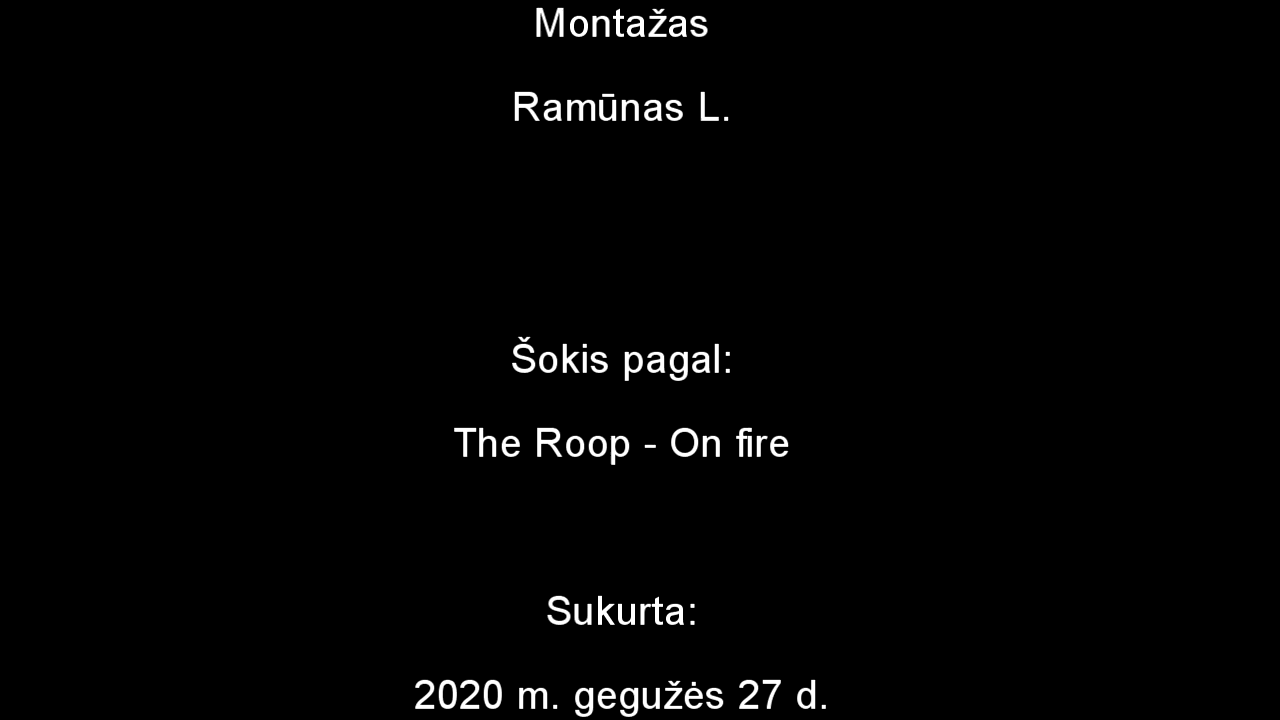 Montažas
Ramūnas L.
Šokis pagal:
The Roop - On fire
Sukurta:
2020 m. gegužės 27 d.